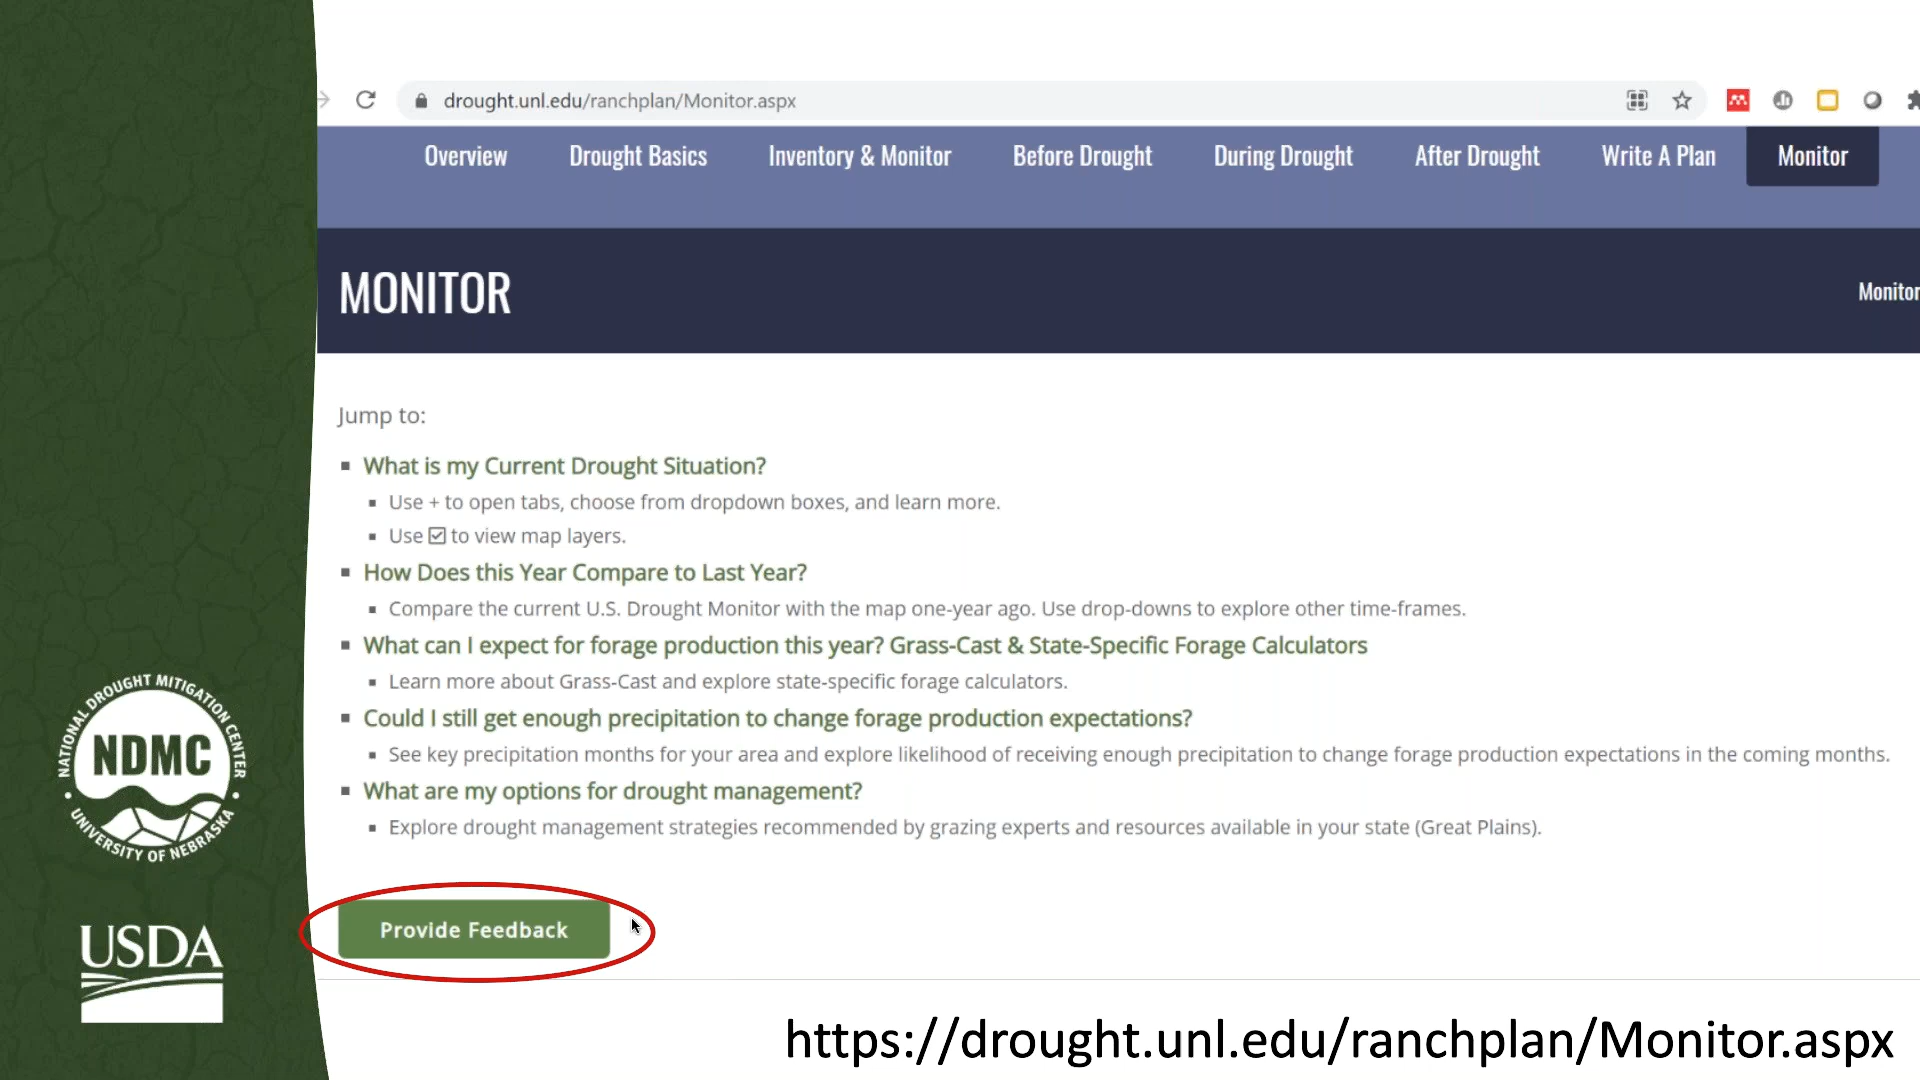 drought.unl.edu/ranchplan/Monitor.aspx
Overview Drought Basics Inventory & Monitor Before Drought During Drought After Drought Write A Plan Monitor
MONITOR
Monitor
Jump to:
What is my Current Drought Situation?
Use + to open tabs, choose from dropdown boxes, and learn more.
Use ☑ to view map layers.
How Does this Year Compare to Last Year?
Compare the current U.S. Drought Monitor with the map one-year ago. Use drop-downs to explore other time-frames.
What can I expect for forage production this year? Grass-Cast & State-Specific Forage Calculators
Learn more about Grass-Cast and explore state-specific forage calculators.
Could I still get enough precipitation to change forage production expectations?
See key precipitation months for your area and explore likelihood of receiving enough precipitation to change forage production expectations in the coming months.
What are my options for drought management?
Explore drought management strategies recommended by grazing experts and resources available in your state (Great Plains).
Provide Feedback
NATIONAL DROUGHT MITIGATION CENTER
NDMC
UNIVERSITY OF NEBRASKA
USDA
https://drought.unl.edu/ranchplan/Monitor.aspx